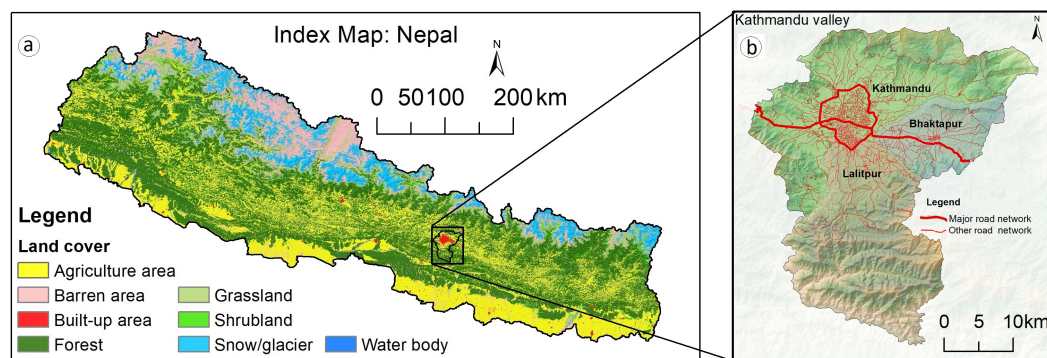 a
Index Map: Nepal
N
0 50 100 200 km
Legend
Land cover
Agriculture area
Barren area
Grassland
Built-up area
Shrubland
Forest
Snow/glacier
Water body
Kathmandu valley
b
N
Kathmandu
Bhaktapur
Lalitpur
Legend
Major road network
Other road network
0 5 10km